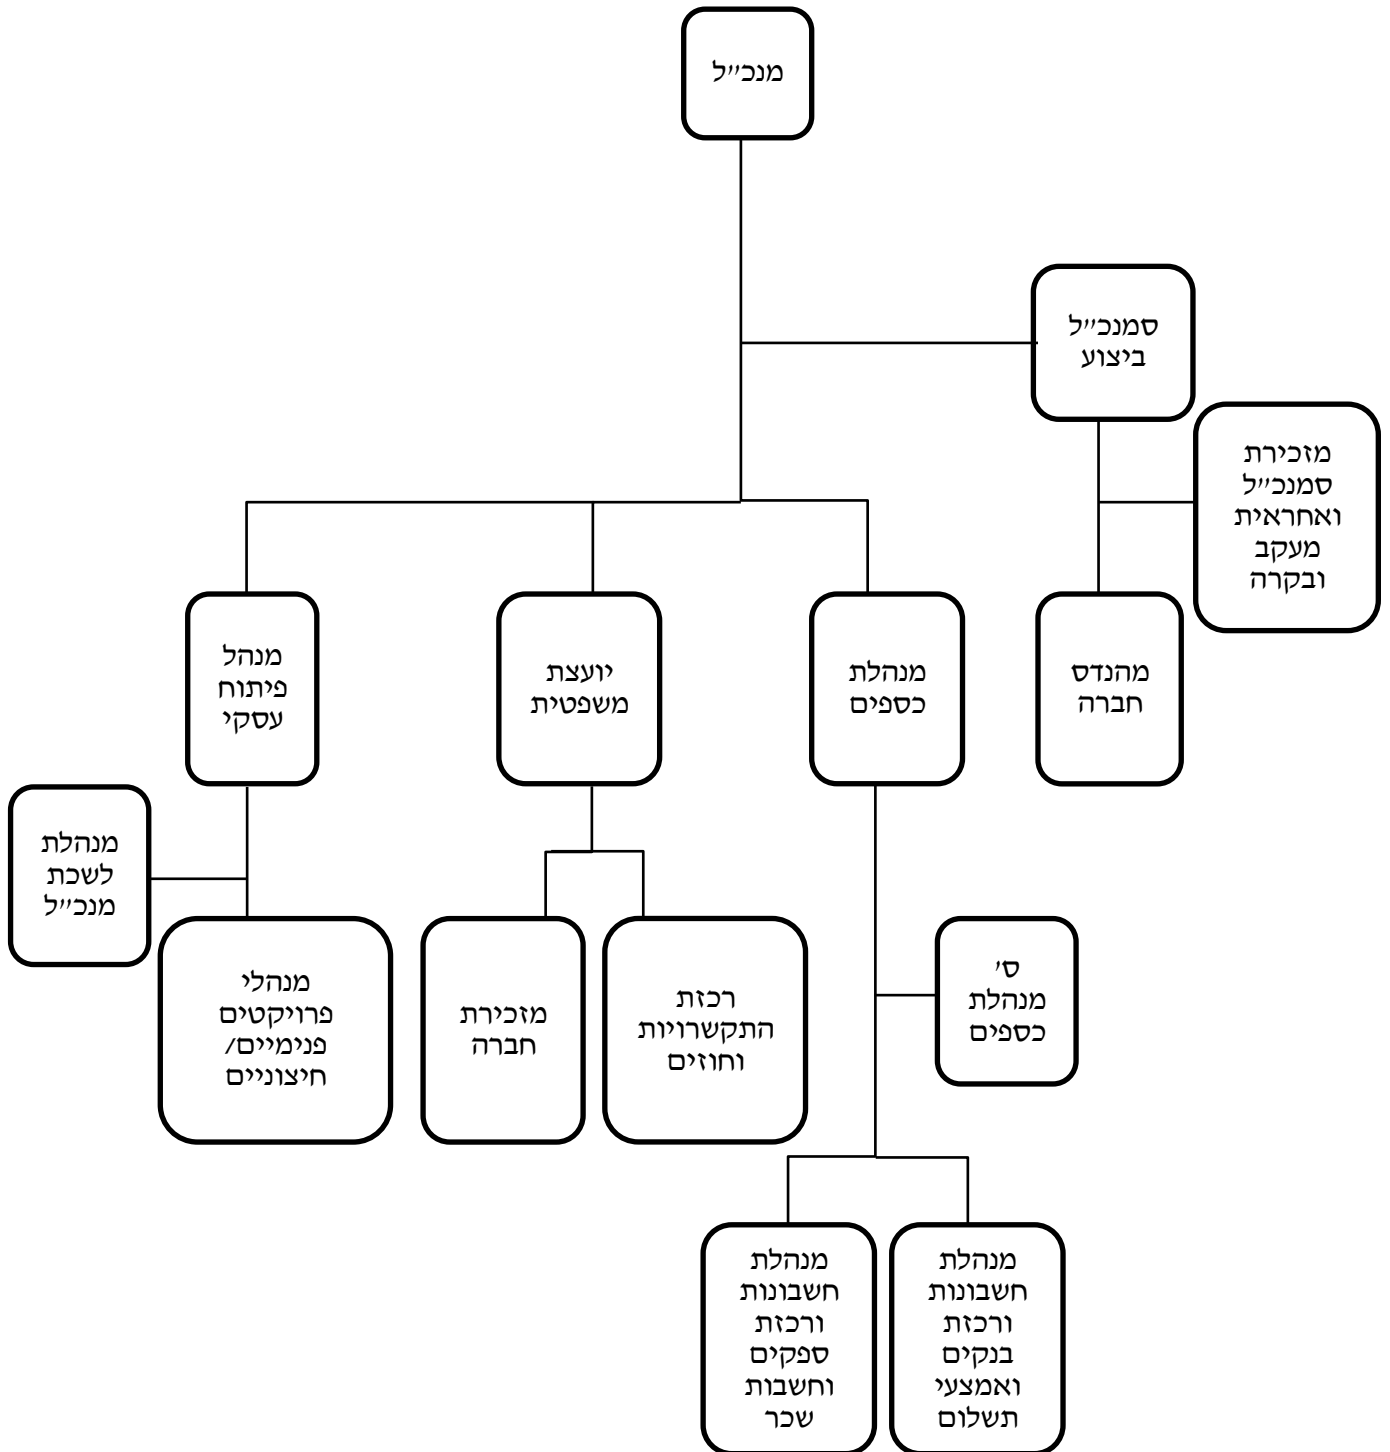 מנכ״ל
סמנכ״ל
ביצוע
מזכירת
סמנכ״ל
ואחראית
מעקב
ובקרה
מהנדס
חברה
מנהלת
כספים
יועצת
משפטית
מנהל
פיתוח
עסקי
מנהלת
לשכת
מנכ״ל
ס׳
מנהלת
כספים
רכזת
התקשרויות
וחוזים
מזכירת
חברה
מנהלי
פרויקטים
פנימיים/
חיצוניים
מנהלת
חשבונות
ורכזת
בנקים
ואמצעי
תשלום
מנהלת
חשבונות
ורכזת
ספקים
וחשבות
שכר